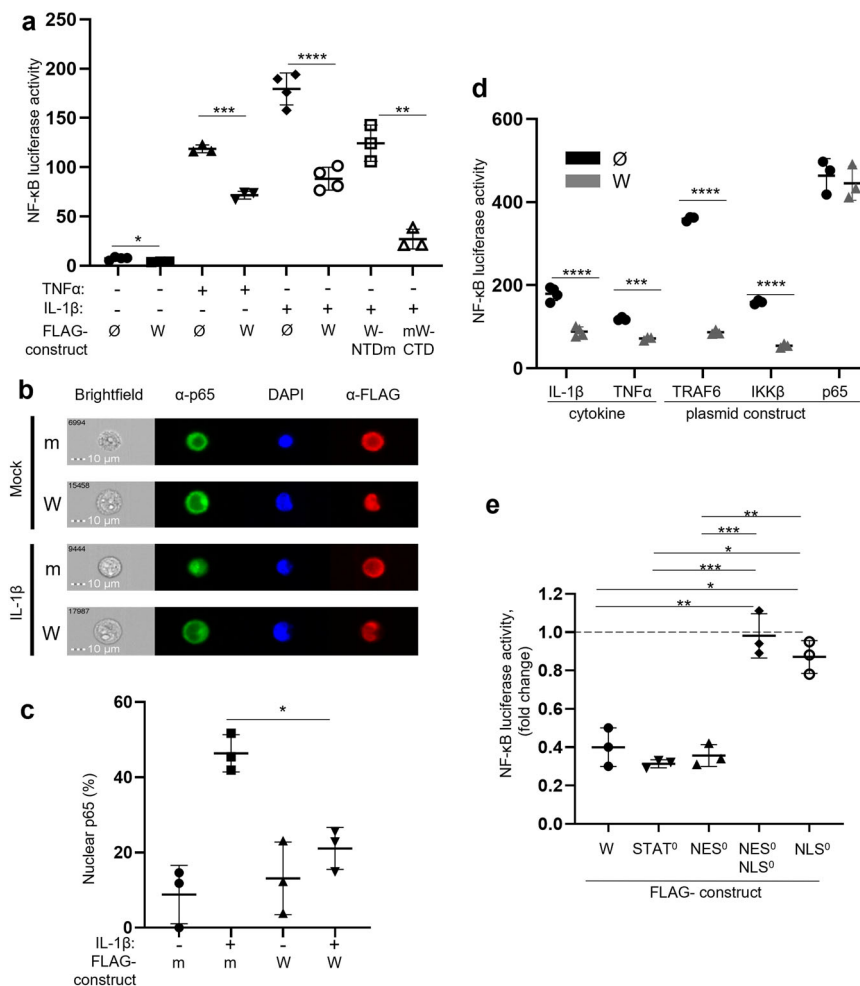 a
NF-κB luciferase activity
250
200
150
100
50
0
*
***
****
**
TNFα: - - + + - - - -
IL-1β: - - - - + + + +
FLAG- Ø W Ø W Ø W W- mW-
construct NTDm CTD
b
Brightfield α-p65 DAPI α-FLAG
Mock
m
6994
10 µm
W
15458
10 µm
IL-1β
m
9444
10 µm
W
17987
10 µm
c
Nuclear p65 (%)
60
40
20
0
*
IL-1β: - + - +
FLAG- m m W W
construct
d
NF-κB luciferase activity
600
400
200
0
Ø
W
****
***
****
****
IL-1β TNFα TRAF6 IKKβ p65
cytokine plasmid construct
e
**
***
*
***
*
**
NF-κB luciferase activity,
(fold change)
1.2
1.0
0.8
0.6
0.4
0.2
0.0
W STAT⁰ NES⁰ NES⁰ NLS⁰
NLS⁰
FLAG- construct